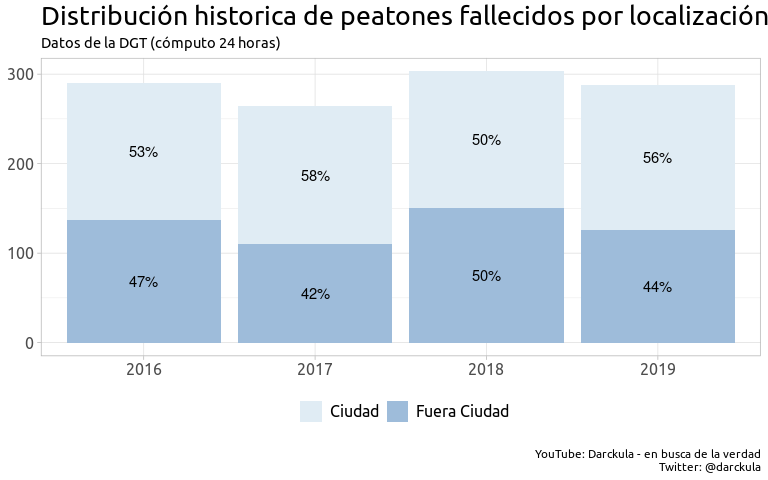 Distribución historica de peatones fallecidos por localización
Datos de la DGT (cómputo 24 horas)
300
200
100
0
53%
58%
50%
56%
47%
42%
50%
44%
2016 2017 2018 2019
Ciudad Fuera Ciudad
YouTube: Darckula - en busca de la verdad
Twitter: @darckula